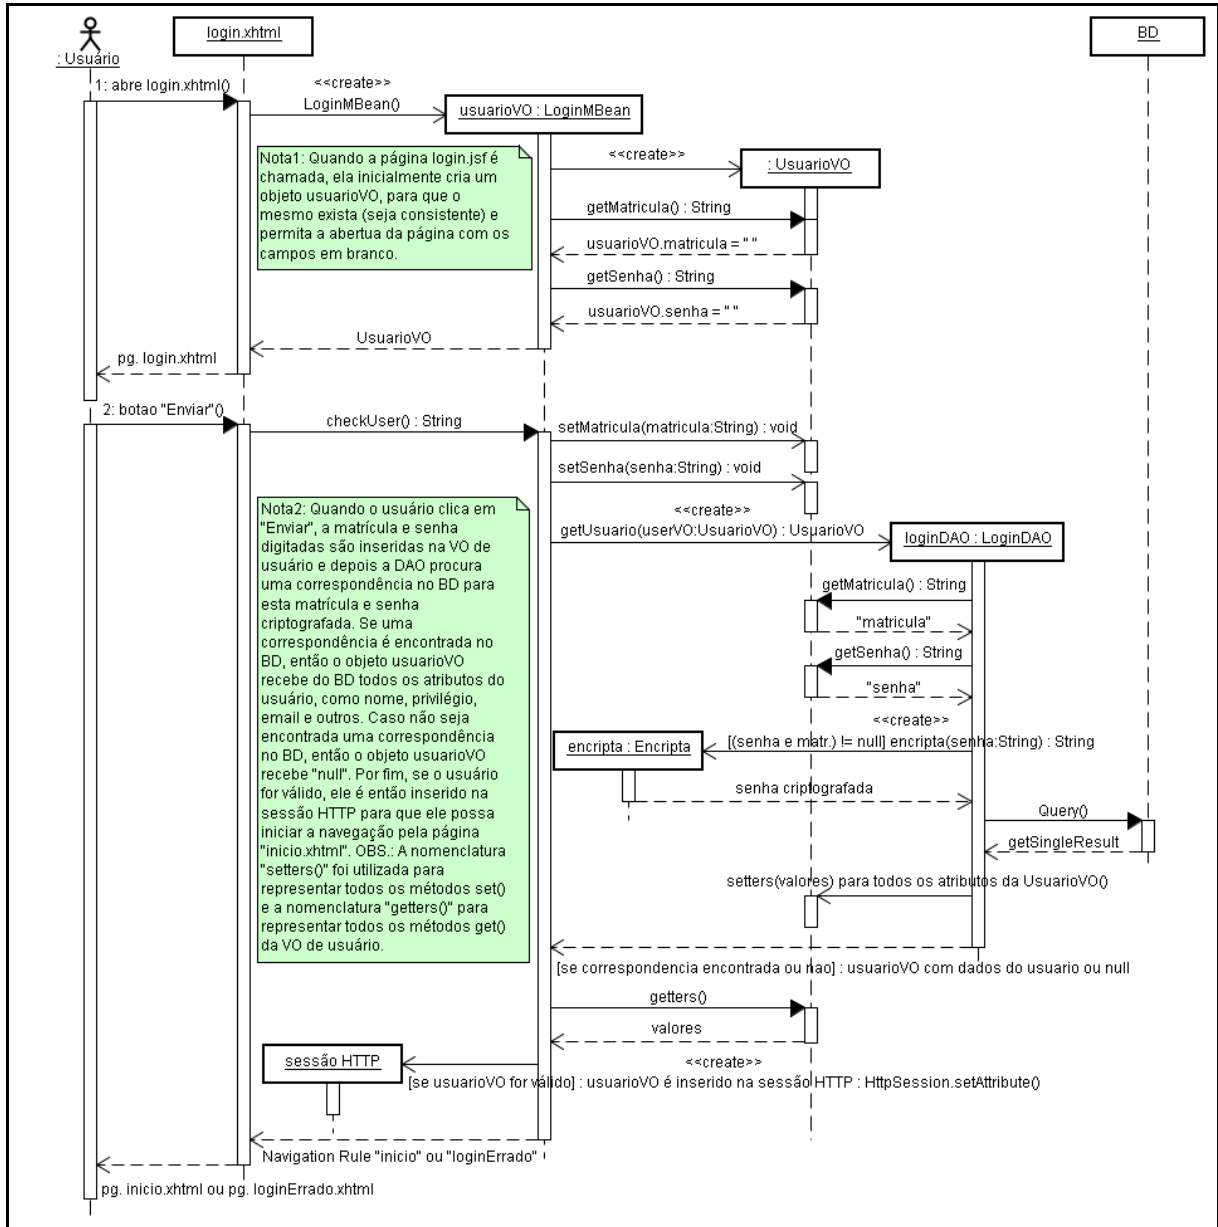 login.xhtml
BD
: Usuário
1: abre login.xhtml()
<<create>>
LoginMBean()
usuarioVO : LoginMBean
Nota1: Quando a página login.jsf é
chamada, ela inicialmente cria um
objeto usuarioVO, para que o
mesmo exista (seja consistente) e
permita a abertua da página com os
campos em branco.
<<create>>
: UsuarioVO
getMatricula() : String
usuarioVO.matricula = " "
getSenha() : String
usuarioVO.senha = " "
UsuarioVO
pg. login.xhtml
2: botao "Enviar"()
checkUser() : String
setMatricula(matricula:String) : void
setSenha(senha:String) : void
Nota2: Quando o usuário clica em
"Enviar", a matrícula e senha
digitadas são inseridas na VO de
usuário e depois a DAO procura
uma correspondência no BD para
esta matrícula e senha
criptografada. Se uma
correspondência é encontrada no
BD, então o objeto usuarioVO
recebe do BD todos os atributos do
usuário, como nome, privilégio,
email e outros. Caso não seja
encontrada uma correspondência
no BD, então o objeto usuarioVO
recebe "null". Por fim, se o usuário
for válido, ele é então inserido na
sessão HTTP para que ele possa
iniciar a navegação pela página
"inicio.xhtml". OBS.: A nomenclatura
"setters()" foi utilizada para
representar todos os métodos set()
e a nomenclatura "getters()" para
representar todos os métodos get()
da VO de usuário.
<<create>>
getUsuario(userVO:UsuarioVO) : UsuarioVO
loginDAO : LoginDAO
getMatricula() : String
"matricula"
getSenha() : String
"senha"
<<create>>
[(senha e matr.) != null] encripta(senha:String) : String
encripta : Encripta
senha criptografada
Query()
getSingleResult
setters(valores) para todos os atributos da UsuarioVO()
[se correspondencia encontrada ou nao] : usuarioVO com dados do usuario ou null
getters()
valores
<<create>>
sessão HTTP
[se usuarioVO for válido] : usuarioVO é inserido na sessão HTTP : HttpSession.setAttribute()
Navigation Rule "inicio" ou "loginErrado"
pg. inicio.xhtml ou pg. loginErrado.xhtml